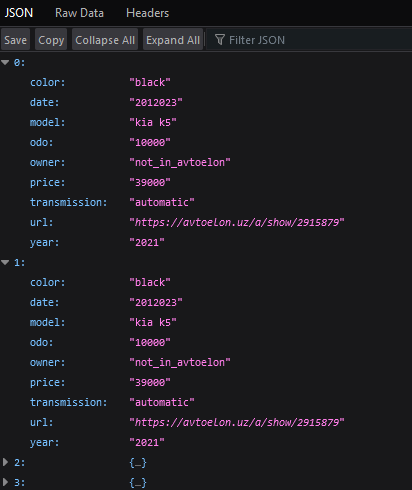 JSON Raw Data Headers
Save Copy Collapse All Expand All Filter JSON
0:
color: "black"
date: "2012023"
model: "kia k5"
odo: "10000"
owner: "not_in_avtoelon"
price: "39000"
transmission: "automatic"
url: "https://avtoelon.uz/a/show/2915879"
year: "2021"
1:
color: "black"
date: "2012023"
model: "kia k5"
odo: "10000"
owner: "not_in_avtoelon"
price: "39000"
transmission: "automatic"
url: "https://avtoelon.uz/a/show/2915879"
year: "2021"
2: {…}
3: {…}